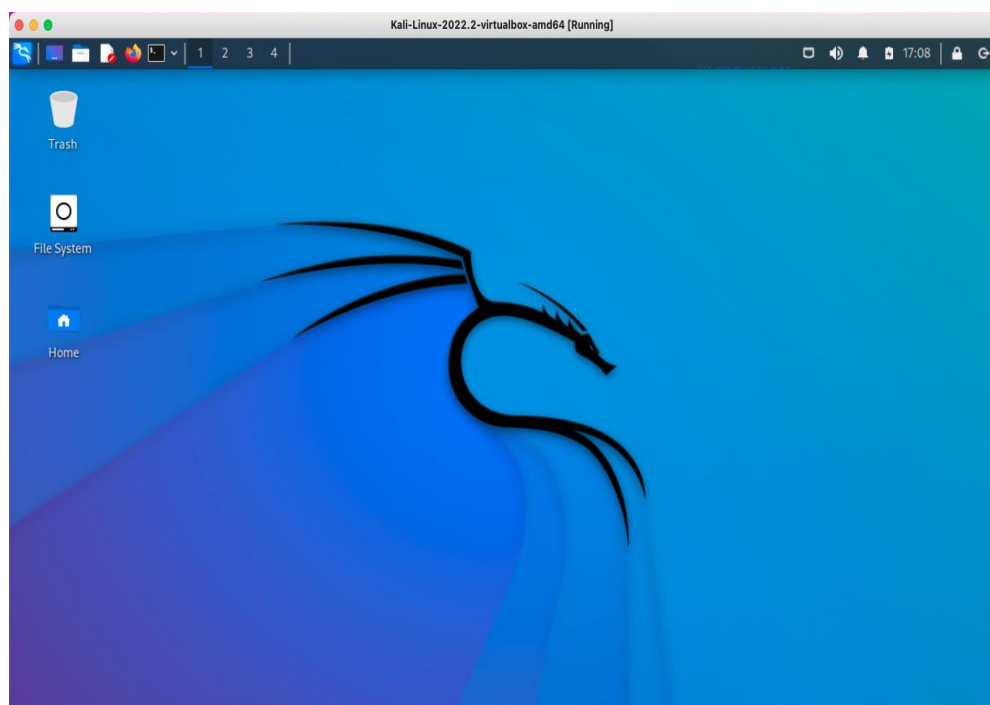 Kali-Linux-2022.2-virtualbox-amd64 [Running]
1 2 3 4 17:08
Trash
File System
Home